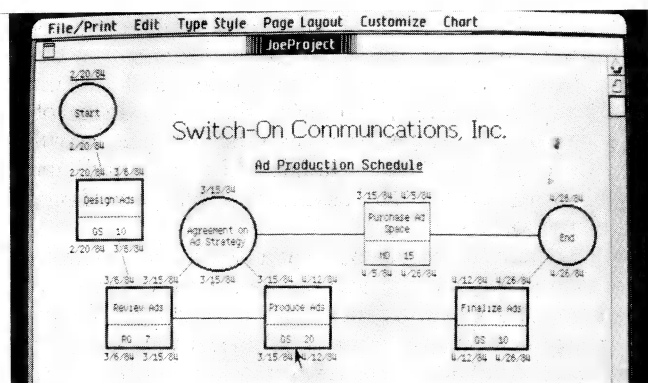 File/Print Edit Type Style Page Layout Customize Chart
JoeProject
2/20/84
Start
2/20/84
Switch-On Communcations, Inc.
Ad Production Schedule
2/20/84 3/6/84
Design Ads
GS 10
2/20/84 3/6/84
3/15/84
Agreement on
Ad Strategy
3/15/84
3/15/84 4/5/84
Purchase Ad
Space
MD 15
4/5/84 4/26/84
4/26/84
End
4/26/84
3/6/84 3/15/84
Review Ads
RG 7
3/6/84 3/15/84
3/15/84 4/12/84
Produce Ads
GS 20
3/15/84 4/12/84
4/12/84 4/26/84
Finalize Ads
GS 10
4/12/84 4/26/84